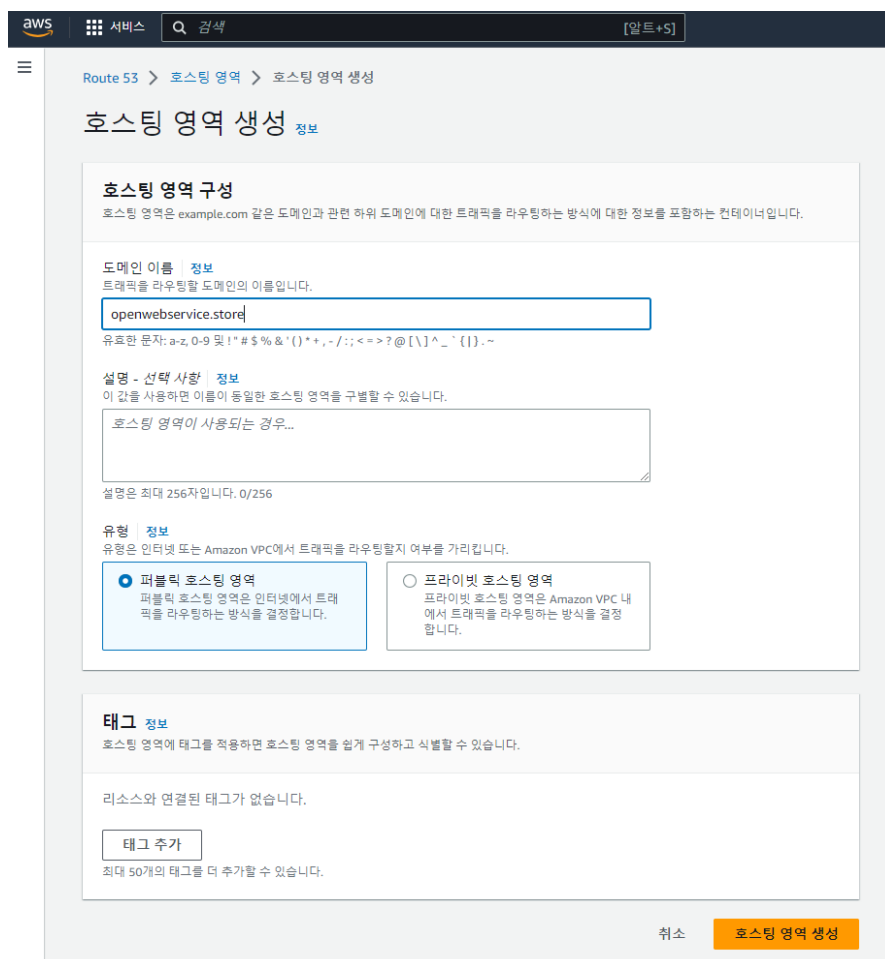 aws 서비스 검색 [알트+S]
Route 53 > 호스팅 영역 > 호스팅 영역 생성
호스팅 영역 생성 정보
호스팅 영역 구성
호스팅 영역은 example.com 같은 도메인과 관련 하위 도메인에 대한 트래픽을 라우팅하는 방식에 대한 정보를 포함하는 컨테이너입니다.
도메인 이름 정보
트래픽을 라우팅할 도메인의 이름입니다.
openwebservice.store
유효한 문자: a-z, 0-9 및 ! " # $ % & ' ( ) * + , - / : ; < = > ? @ [ \ ] ^ _ ` { | } . ~
설명 - 선택 사항 정보
이 값을 사용하면 이름이 동일한 호스팅 영역을 구별할 수 있습니다.
호스팅 영역이 사용되는 경우...
설명은 최대 256자입니다. 0/256
유형 정보
유형은 인터넷 또는 Amazon VPC에서 트래픽을 라우팅할지 여부를 가리킵니다.
퍼블릭 호스팅 영역
퍼블릭 호스팅 영역은 인터넷에서 트래
픽을 라우팅하는 방식을 결정합니다.
프라이빗 호스팅 영역
프라이빗 호스팅 영역은 Amazon VPC 내
에서 트래픽을 라우팅하는 방식을 결정
합니다.
태그 정보
호스팅 영역에 태그를 적용하면 호스팅 영역을 쉽게 구성하고 식별할 수 있습니다.
리소스와 연결된 태그가 없습니다.
태그 추가
최대 50개의 태그를 더 추가할 수 있습니다.
취소 호스팅 영역 생성